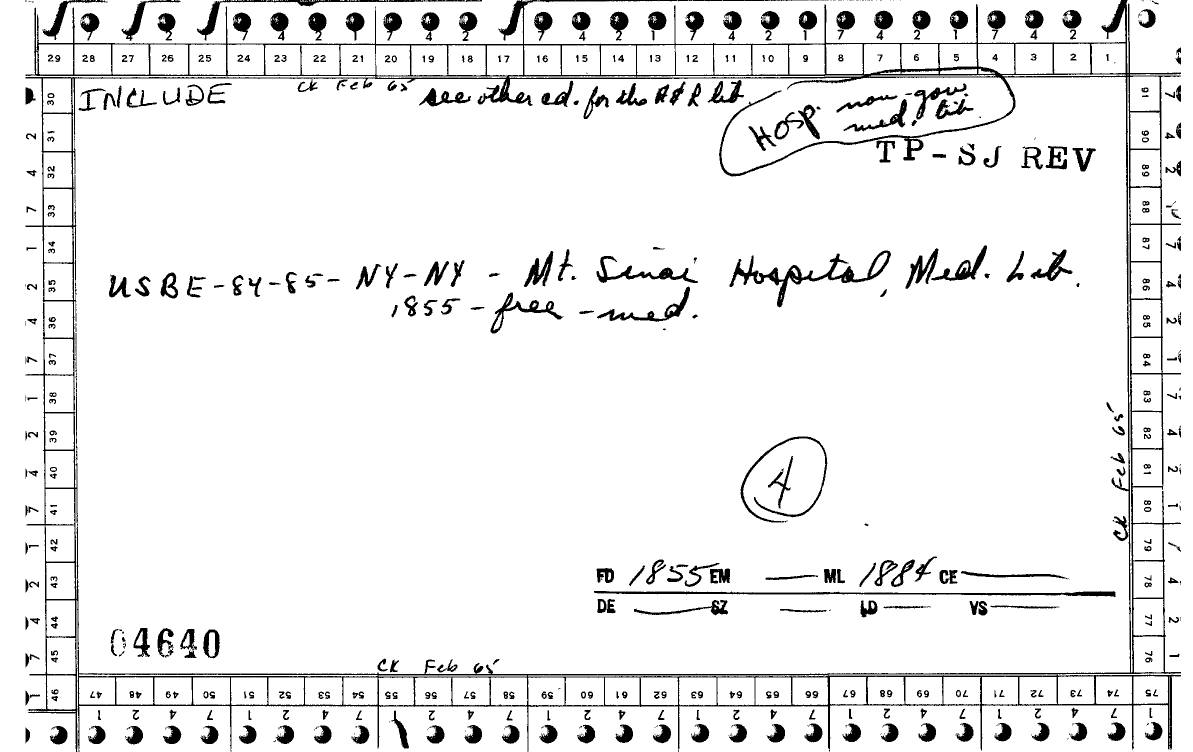 29 28 27 26 25 24 23 22 21 20 19 18 17 16 15 14 13 12 11 10 9 8 7 6 5 4 3 2 1
INCLUDE CK Feb 65 see other ed. for the R&R lib.
Hosp. non-gov.
med. lib
TP-SJ REV
USBE-84-85-NY-NY - Mt. Sinai Hospital, Med. Lib.
1855-free-med.
4
CK Feb 65
FD 1855 EM — ML 1884 CE —
DE — SZ — LD — VS —
04640
CK Feb 65
30 31 32 33 34 35 36 37 38 39 40 41 42 43 44 45 46
47 48 49 50 51 52 53 54 55 56 57 58 59 60 61 62 63 64 65 66 67 68 69 70 71 72 73 74 75
76 77 78 79 80 81 82 83 84 85 86 87 88 89 90 91